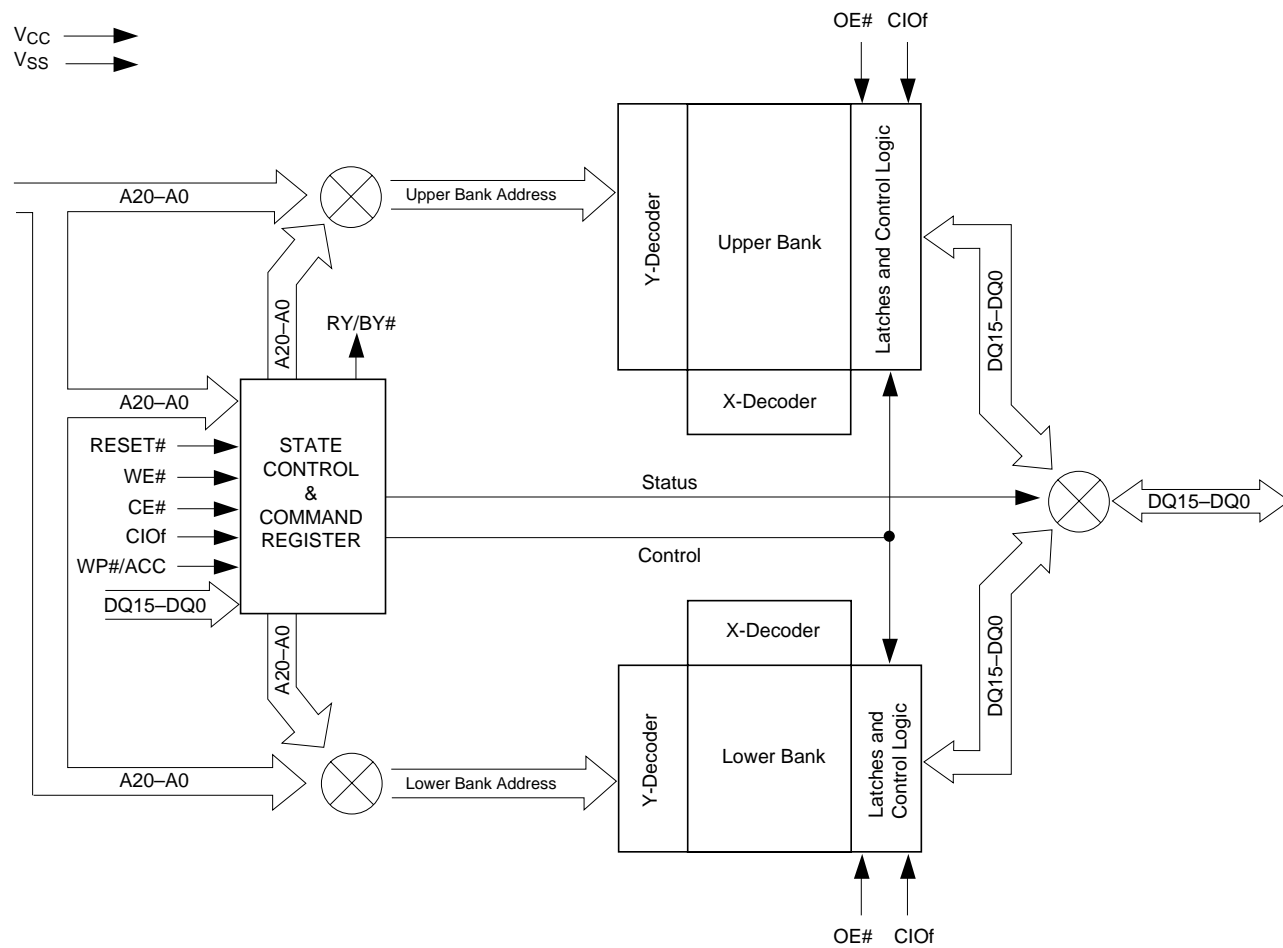 OE# CIOf
VCC
VSS
A20–A0
Upper Bank Address
Y-Decoder
Upper Bank
Latches and Control Logic
X-Decoder
DQ15–DQ0
A20–A0
RY/BY#
A20–A0
RESET#
WE#
CE#
CIOf
WP#/ACC
DQ15–DQ0
STATE
CONTROL
&
COMMAND
REGISTER
Status
Control
DQ15–DQ0
A20–A0
X-Decoder
Y-Decoder
Lower Bank
Latches and
Control Logic
DQ15–DQ0
A20–A0
Lower Bank Address
OE# CIOf